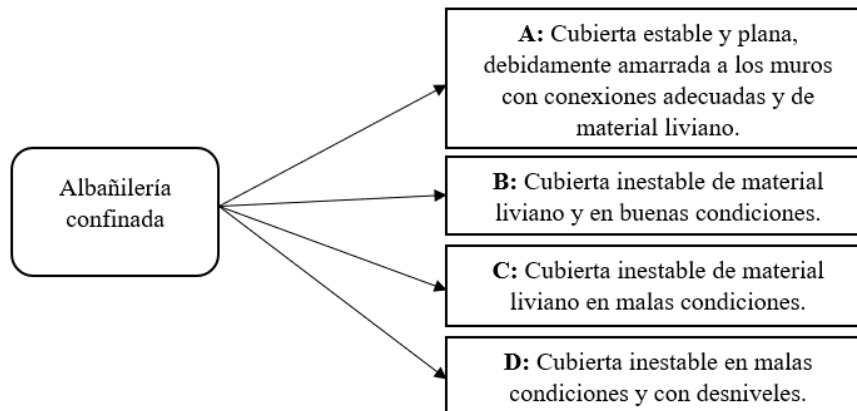 Albañilería
confinada
A: Cubierta estable y plana,
debidamente amarrada a los muros
con conexiones adecuadas y de
material liviano.
B: Cubierta inestable de material
liviano y en buenas condiciones.
C: Cubierta inestable de material
liviano en malas condiciones.
D: Cubierta inestable en malas
condiciones y con desniveles.